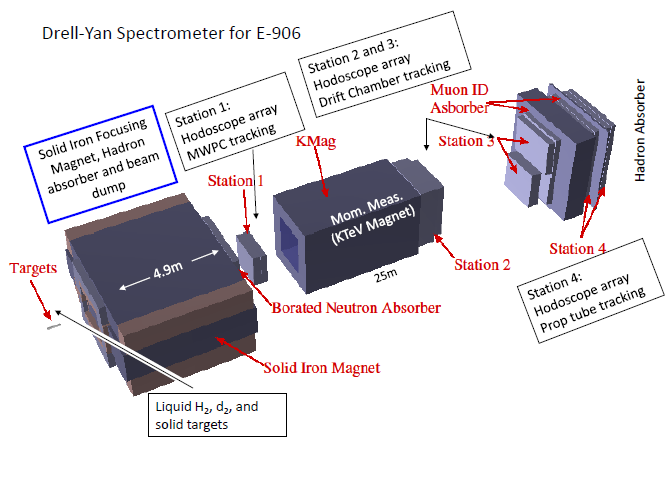 Drell-Yan Spectrometer for E-906
Station 2 and 3:
Hodoscope array
Drift Chamber tracking
Station 1:
Hodoscope array
MWPC tracking
Solid Iron Focusing
Magnet, Hadron
absorber and beam
dump
Muon ID
Asborber
Station 3
Hadron Absorber
KMag
Station 1
Mom. Meas.
(KTeV Magnet)
Targets
4.9m
25m
Station 2
Station 4
Station 4:
Hodoscope array
Prop tube tracking
Borated Neutron Absorber
Solid Iron Magnet
Liquid H₂, d₂, and
solid targets